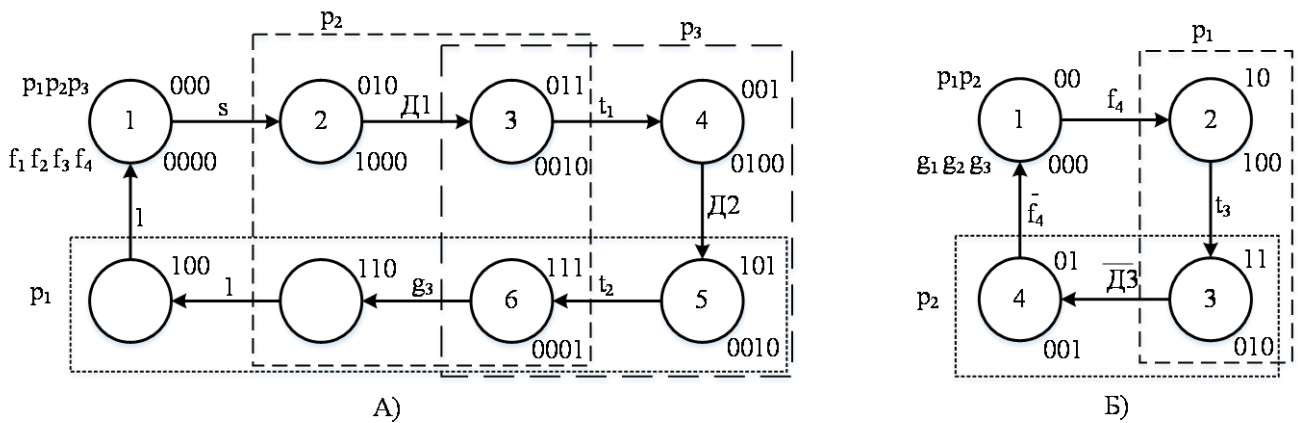 p₂
p₃
p₁p₂p₃
000
010
011
001
1
s
2
Д1
3
t₁
4
f₁ f₂ f₃ f₄
0000
1000
0010
0100
1
Д2
p₁
100
110
111
101
1
g₃
6
t₂
5
0001
0010
А)
p₁
p₁p₂
00
10
1
f₄
2
g₁ g₂ g₃
000
100
f̄₄
t₃
p₂
01
11
4
Д̅3̅
3
001
010
Б)